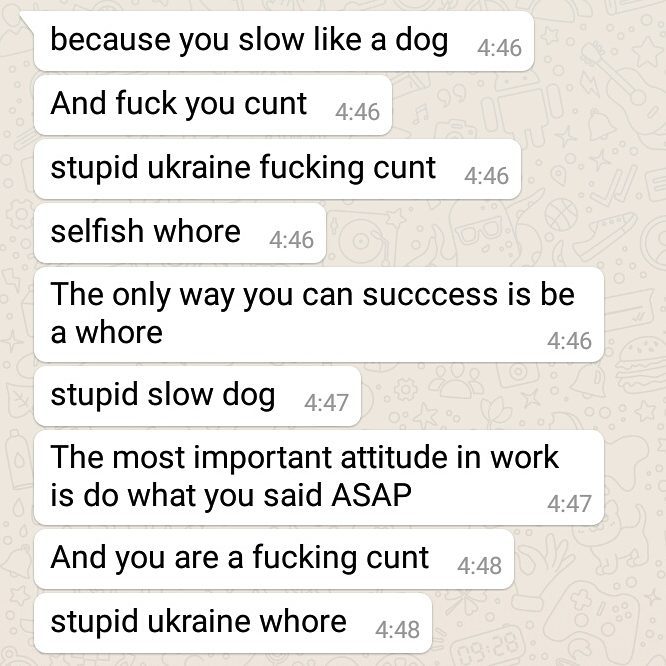 because you slow like a dog 4:46
And fuck you cunt 4:46
stupid ukraine fucking cunt 4:46
selfish whore 4:46
The only way you can succcess is be
a whore 4:46
stupid slow dog 4:47
The most important attitude in work
is do what you said ASAP 4:47
And you are a fucking cunt 4:48
stupid ukraine whore 4:48